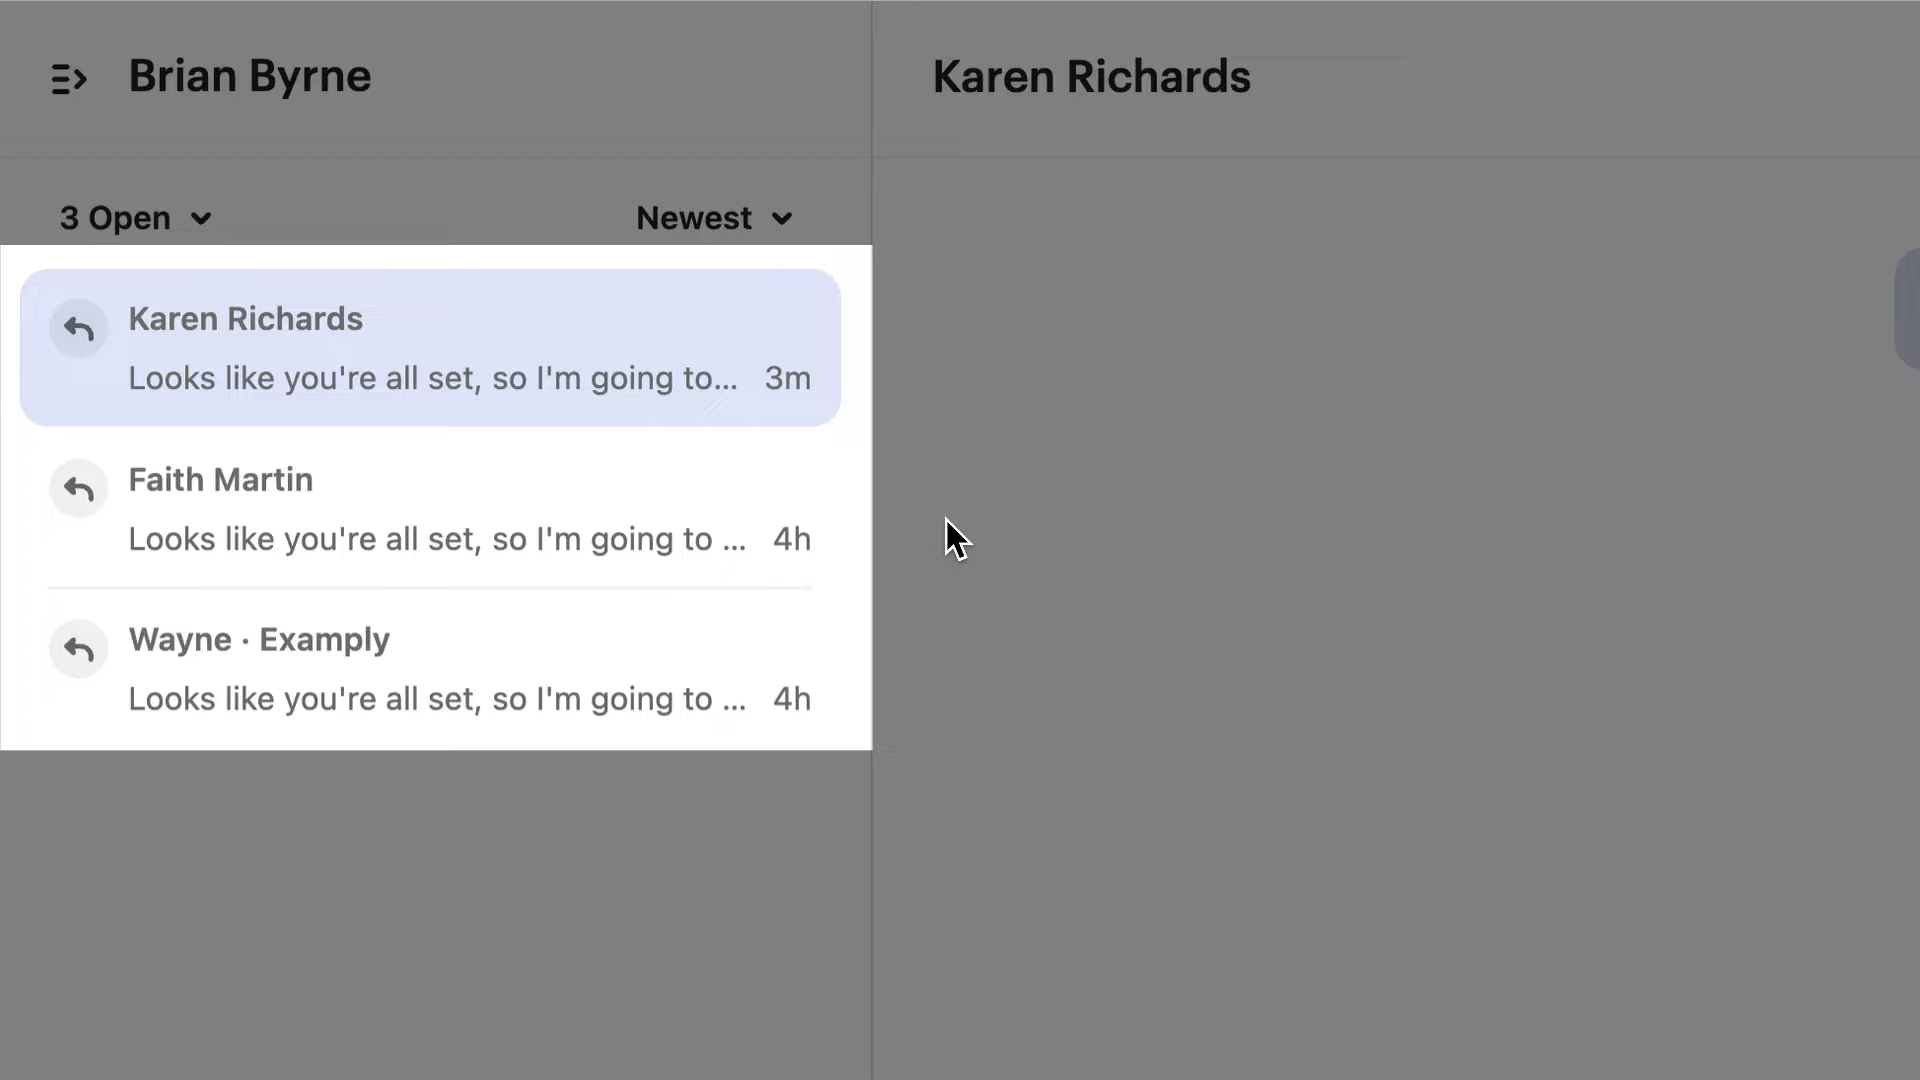 Brian Byrne
Karen Richards
3 Open
Newest
Karen Richards
Looks like you're all set, so I'm going to... 3m
Faith Martin
Looks like you're all set, so I'm going to ... 4h
Wayne · Examply
Looks like you're all set, so I'm going to ... 4h